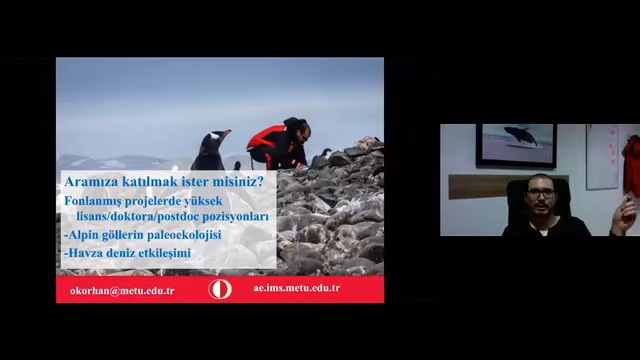 Aramıza katılmak ister misiniz?
Fonlanmış projelerde yüksek
lisans/doktora/postdoc pozisyonları
-Alpin göllerin paleoekolojisi
-Havza deniz etkileşimi
okorhan@metu.edu.tr
ae.ims.metu.edu.tr